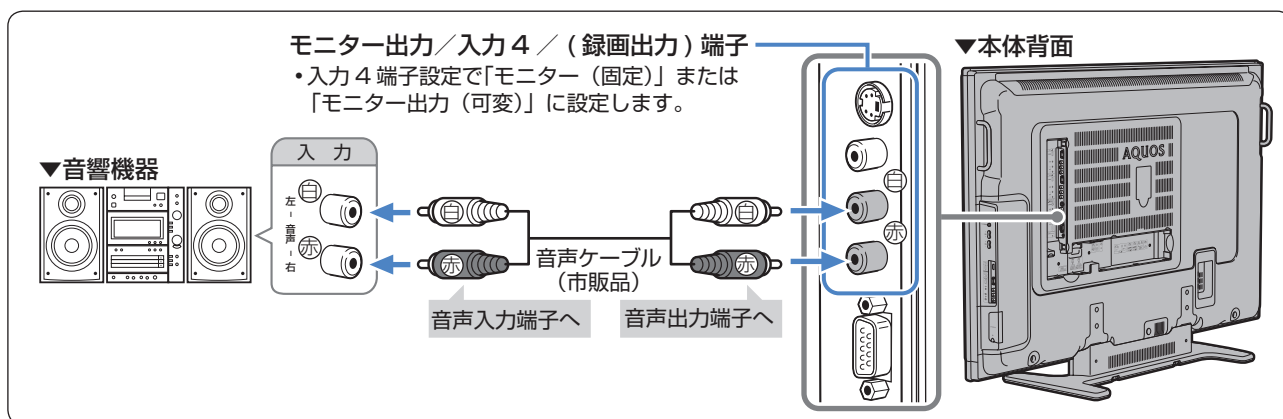 モニター出力／入力４／(録画出力)端子
•入力４端子設定で｢モニター（固定）｣または
｢モニター出力（可変）｣に設定します。
▼本体背面
AQUOS
▼音響機器
入 力
白
左－音声－右
赤
白
赤
音声ケーブル
（市販品）
白
赤
白
赤
音声入力端子へ
音声出力端子へ